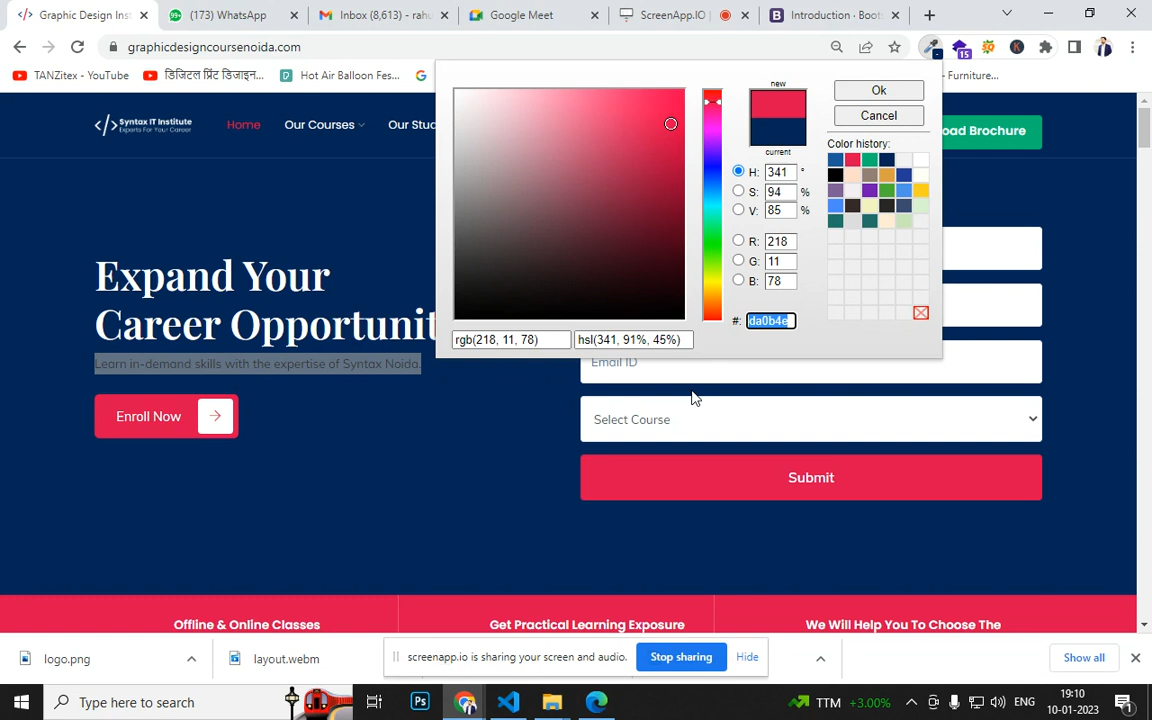 Graphic Design Inst
(173) WhatsApp
Inbox (8,613) - rah
Google Meet
ScreenApp.IO
Introduction · Boots
graphicdesigncoursenoida.com
15
TANZitex - YouTube
डिजिटल प्रिंट डिजाइन...
Hot Air Balloon Fes...
- Furniture...
Syntax IT Institute
Experts For Your Career
Home
Our Courses
Our Stud
oad Brochure
new
current
Ok
Cancel
Color history:
H: 341 °
S: 94 %
V: 85 %
R: 218
G: 11
B: 78
#: da0b4e
rgb(218, 11, 78)
hsl(341, 91%, 45%)
Expand Your
Career Opportunit
Learn in-demand skills with the expertise of Syntax Noida.
Enroll Now
Email ID
Select Course
Submit
Offline & Online Classes
Get Practical Learning Exposure
We Will Help You To Choose The
logo.png
layout.webm
screenapp.io is sharing your screen and audio.
Stop sharing
Hide
Show all
Type here to search
Ps
TTM +3.00%
ENG
19:10
10-01-2023
1